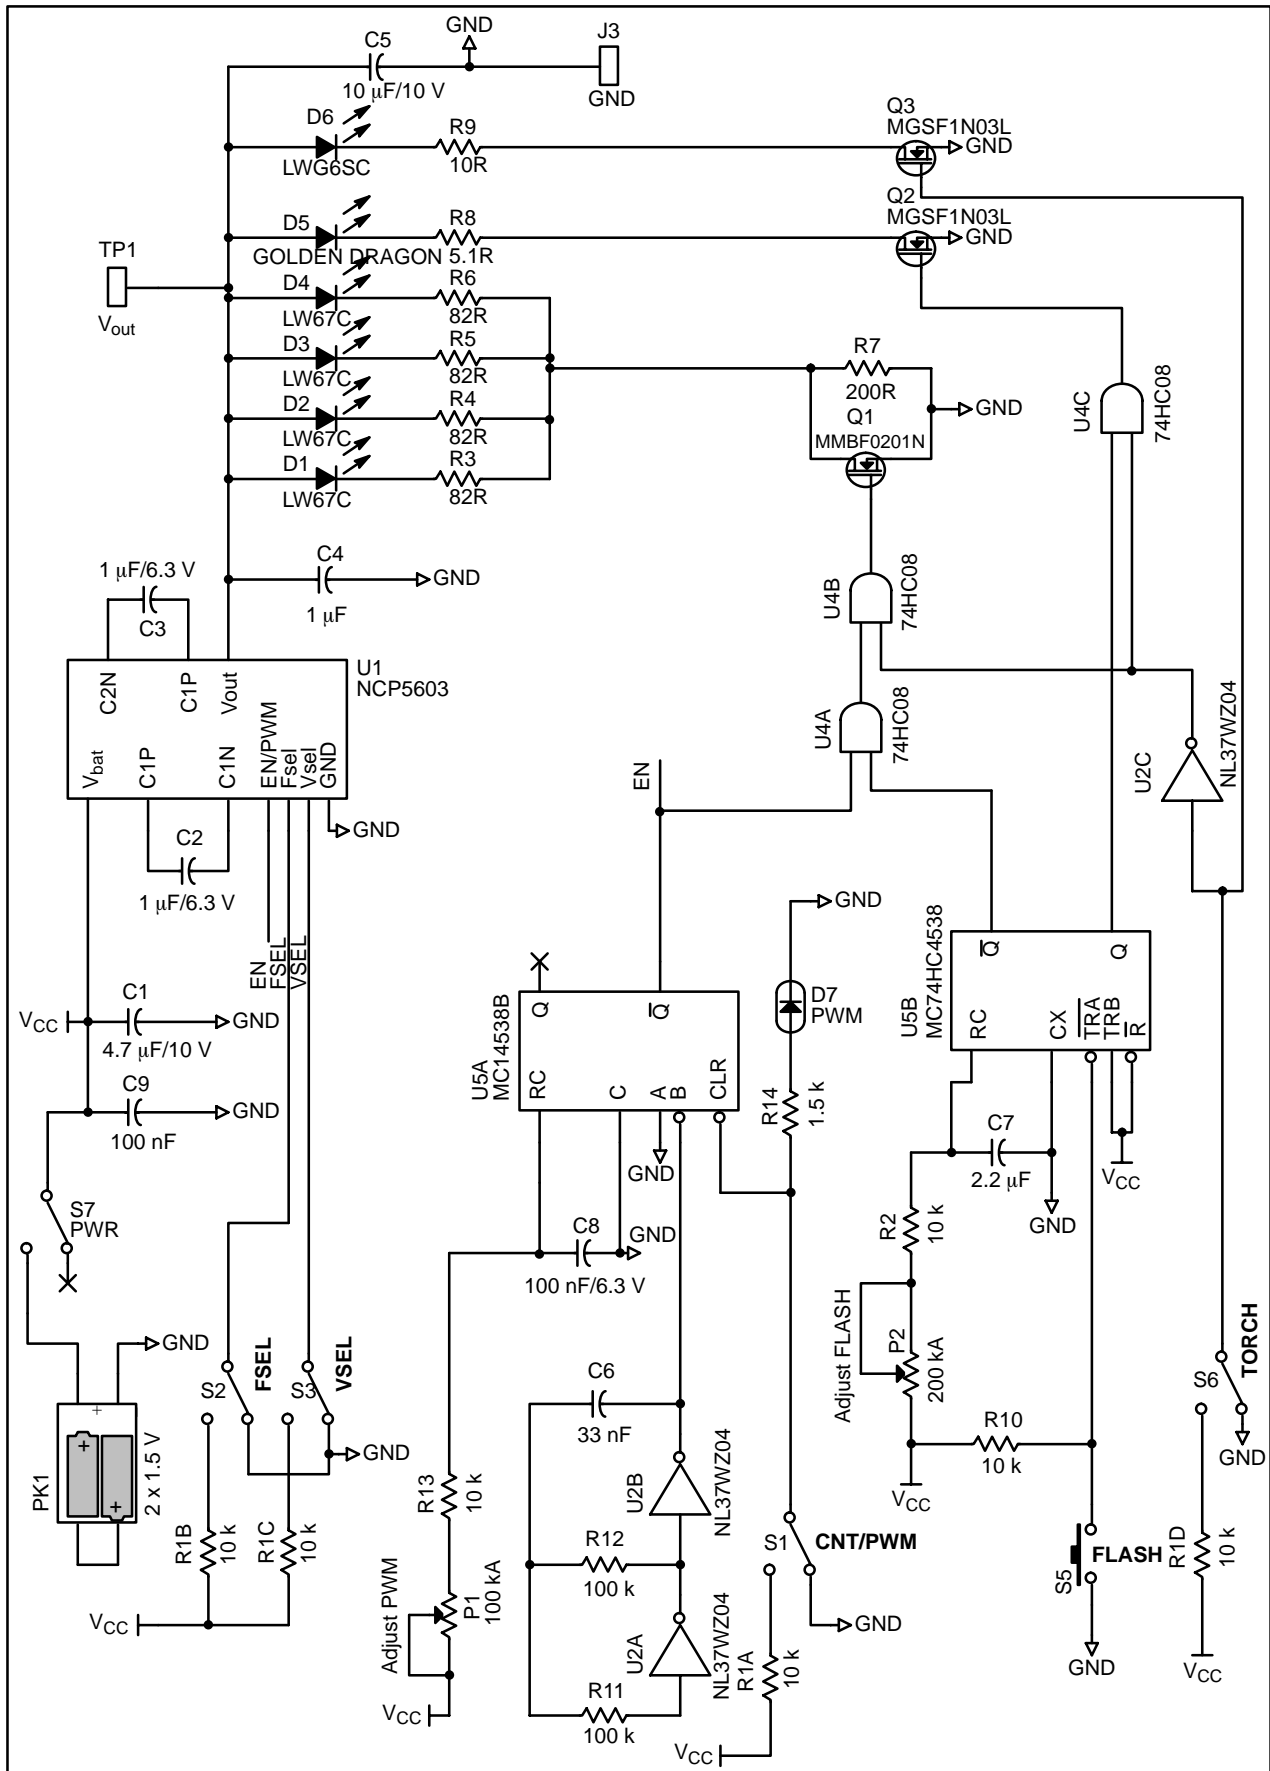 GND
C5
10 µF/10 V
J3
GND
D6
LWG6SC
R9
10R
Q3
MGSF1N03L
GND
D5
GOLDEN DRAGON
R8
5.1R
Q2
MGSF1N03L
GND
TP1
Vout
D4
LW67C
R6
82R
D3
LW67C
R5
82R
D2
LW67C
R4
82R
D1
LW67C
R3
82R
R7
200R
Q1
MMBF0201N
GND
U4C
74HC08
1 µF/6.3 V
C3
C4
1 µF
GND
U4B
74HC08
U1
NCP5603
C2N
C1P
Vout
Vbat
C1P
C1N
EN/PWM
Fsel
Vsel
GND
GND
C2
1 µF/6.3 V
U4A
74HC08
EN
U2C
NL37WZ04
EN
FSEL
VSEL
VCC
C1
4.7 µF/10 V
GND
C9
100 nF
GND
S7
PWR
GND
PK1
+
+
+
2 x 1.5 V
S2
FSEL
S3
VSEL
GND
R1B
10 k
R1C
10 k
VCC
U5A
MC14538B
Q
Q
RC
C
A
B
CLR
GND
C8
100 nF/6.3 V
GND
D7
PWM
GND
R14
1.5 k
U5B
MC74HC4538
Q
Q
RC
CX
TRA
TRB
R
VCC
C7
2.2 µF
GND
R2
10 k
Adjust FLASH
P2
200 kA
R10
10 k
VCC
S5
FLASH
GND
S6
TORCH
GND
R1D
10 k
VCC
C6
33 nF
U2B
NL37WZ04
R12
100 k
U2A
NL37WZ04
R11
100 k
R13
10 k
Adjust PWM
P1
100 kA
VCC
S1
CNT/PWM
GND
R1A
10 k
VCC